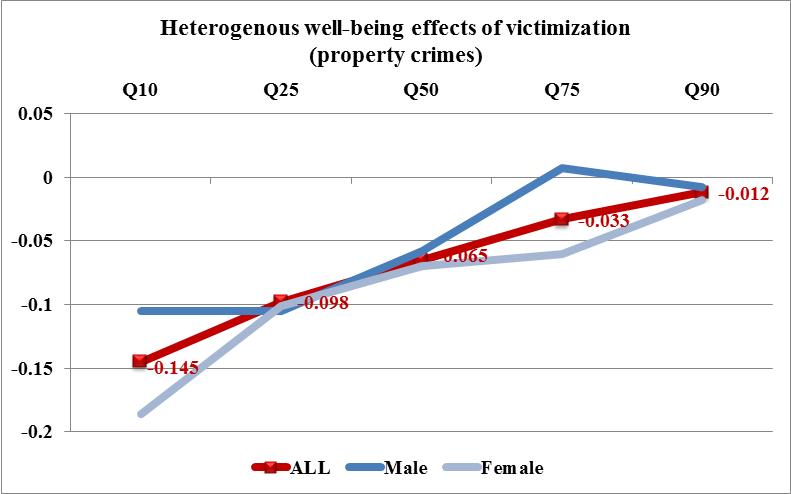 Heterogenous well-being effects of victimization
(property crimes)
Q10 Q25 Q50 Q75 Q90
0.05
0
-0.05
-0.1
-0.15
-0.2
-0.145
-0.098
-0.065
-0.033
-0.012
ALL Male Female